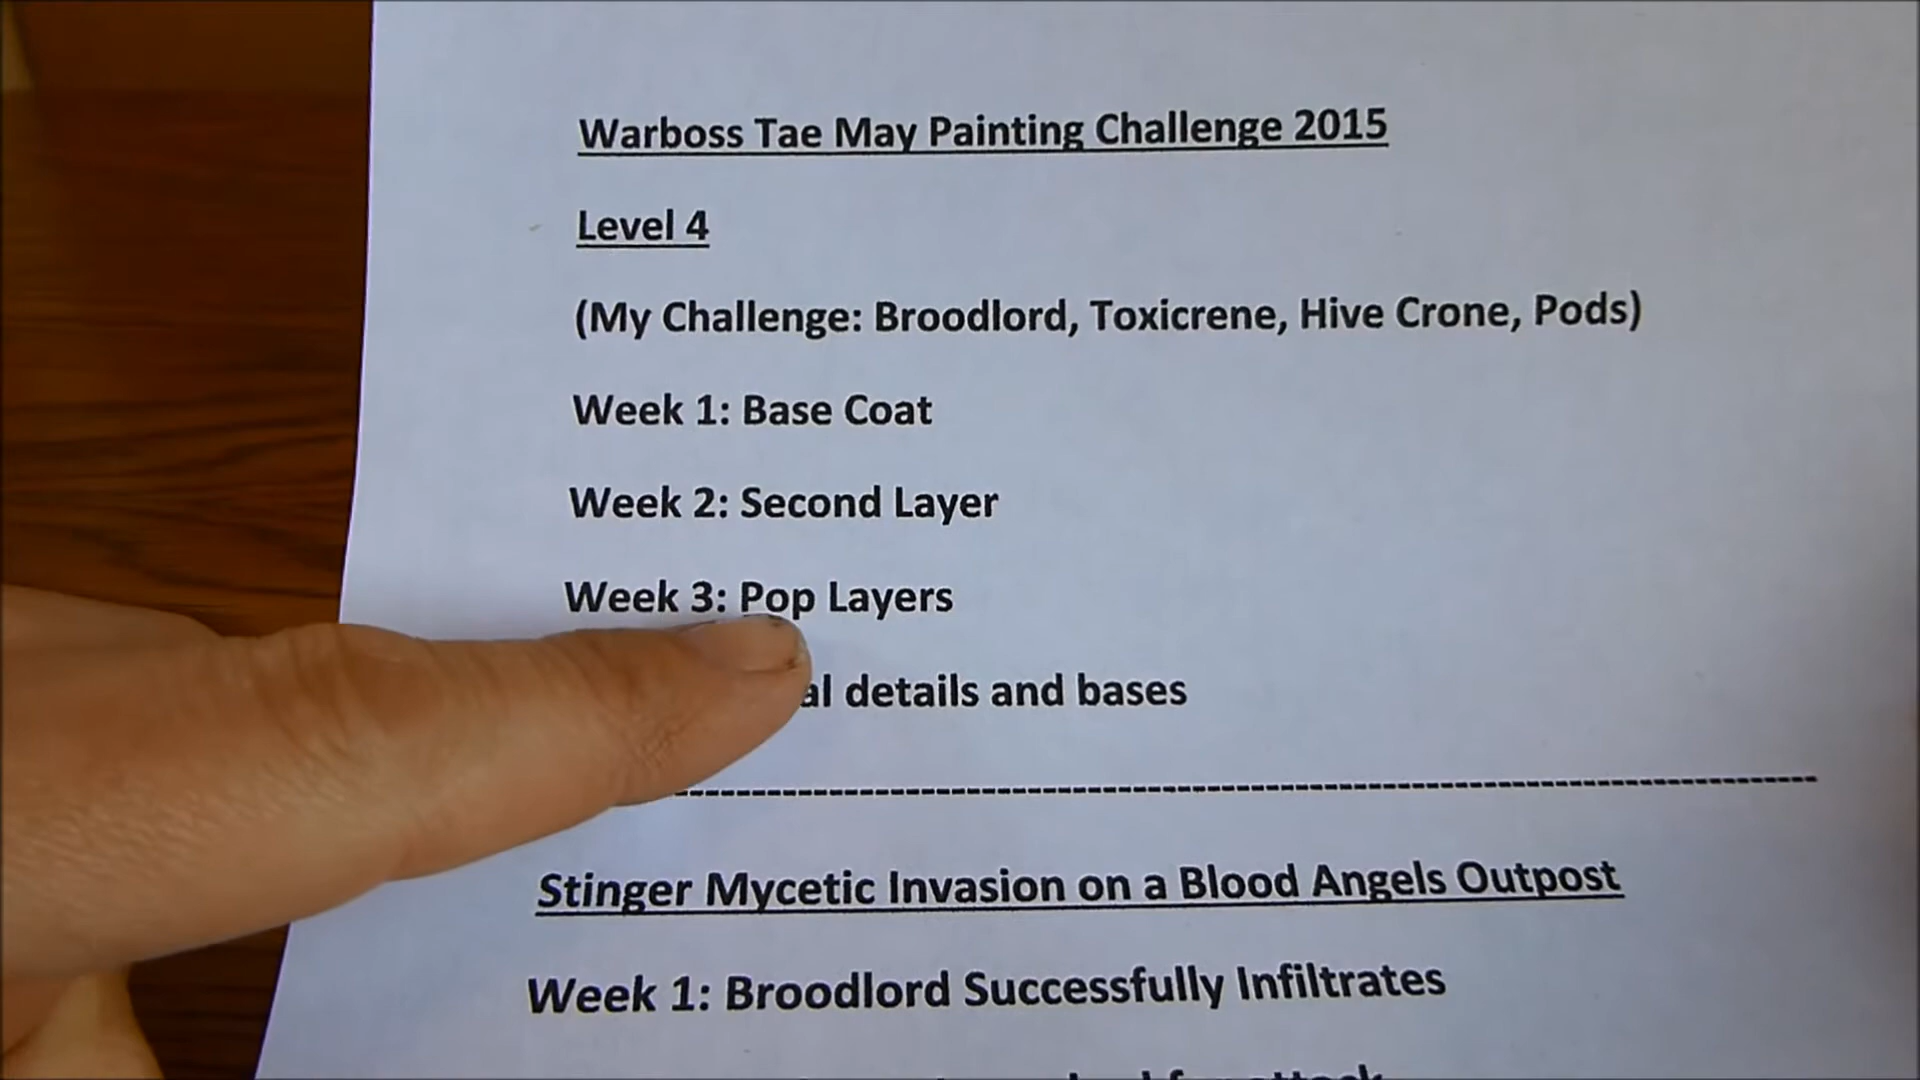 Warboss Tae May Painting Challenge 2015
Level 4
(My Challenge: Broodlord, Toxicrene, Hive Crone, Pods)
Week 1: Base Coat
Week 2: Second Layer
Week 3: Pop Layers
al details and bases
Stinger Mycetic Invasion on a Blood Angels Outpost
Week 1: Broodlord Successfully Infiltrates